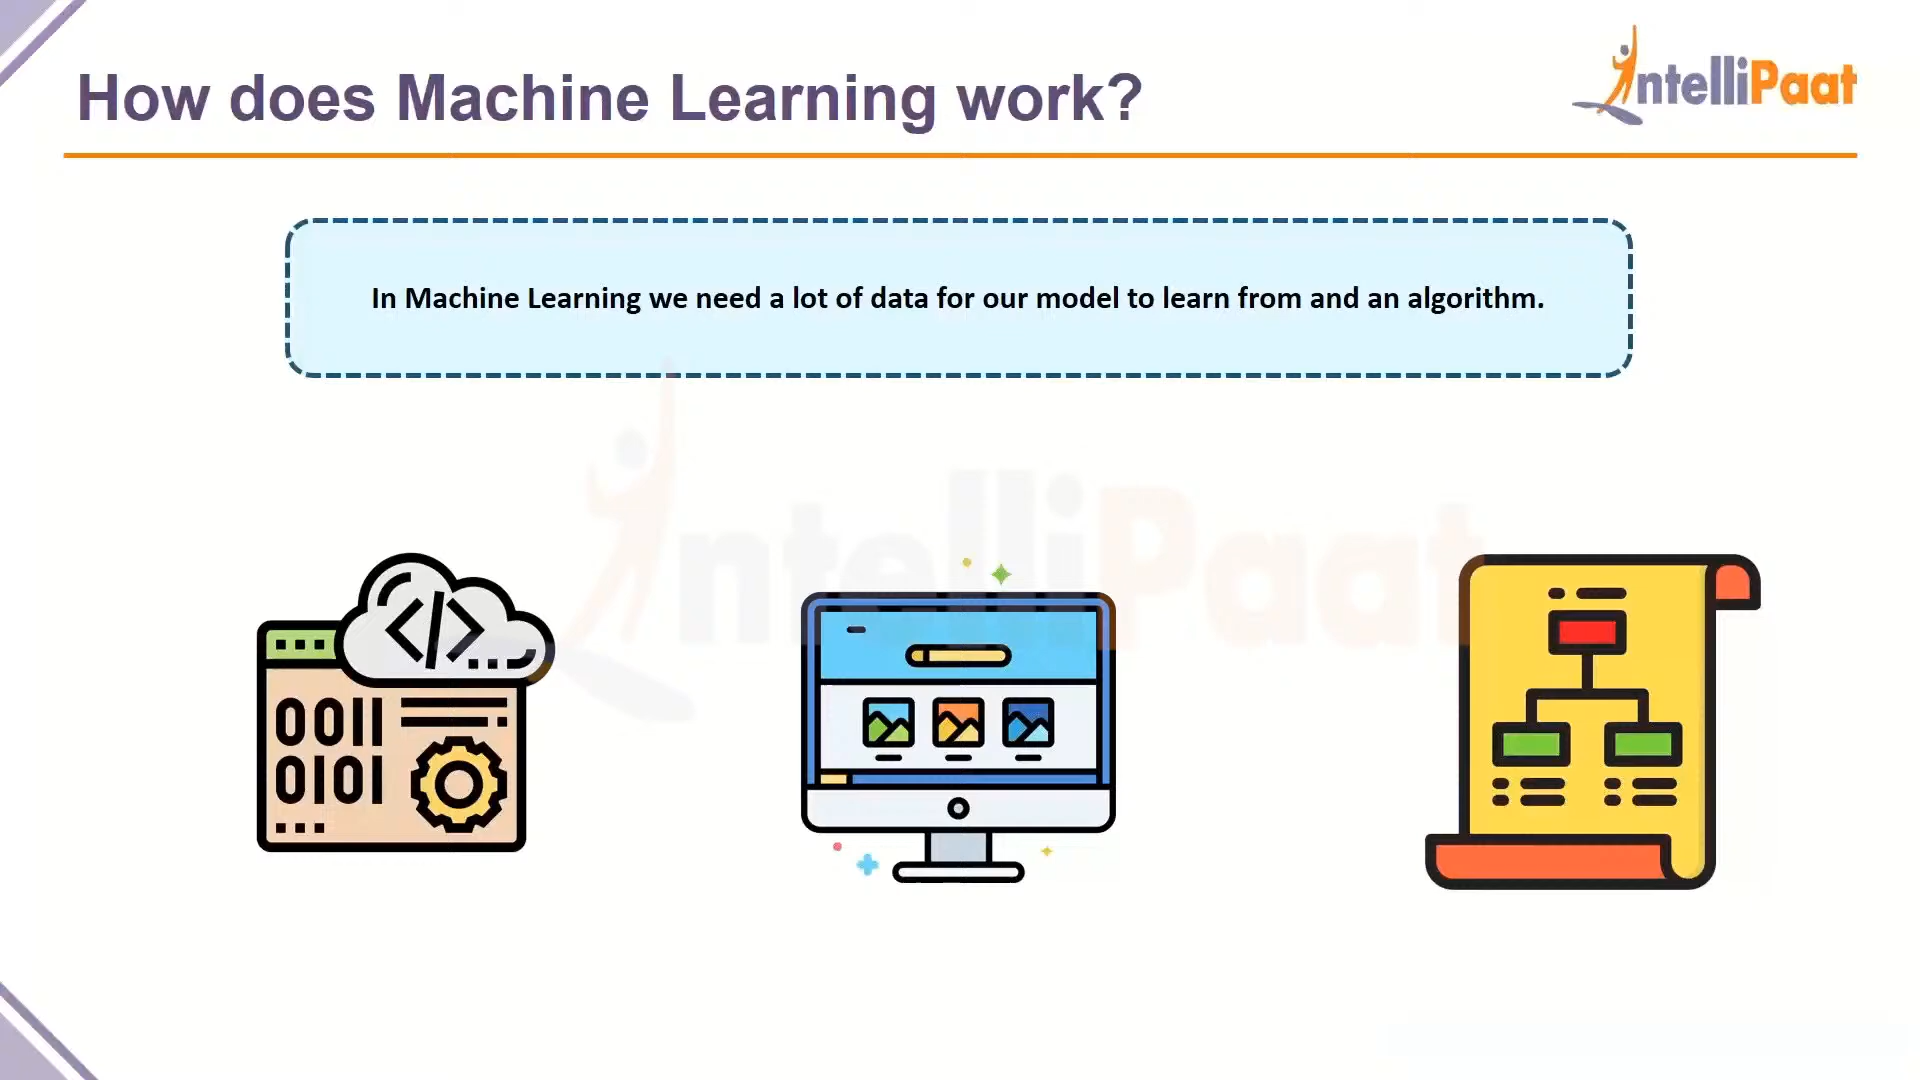 How does Machine Learning work?
IntelliPaat
In Machine Learning we need a lot of data for our model to learn from and an algorithm.
IntelliPaat
</>
0011
0101